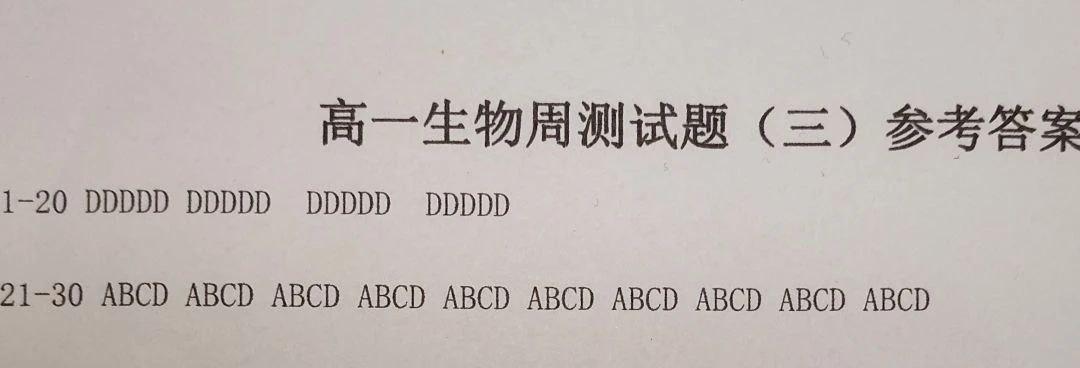 高一生物周测试题（三）参考答案
1-20 DDDDD DDDDD DDDDD DDDDD
21-30 ABCD ABCD ABCD ABCD ABCD ABCD ABCD ABCD ABCD ABCD